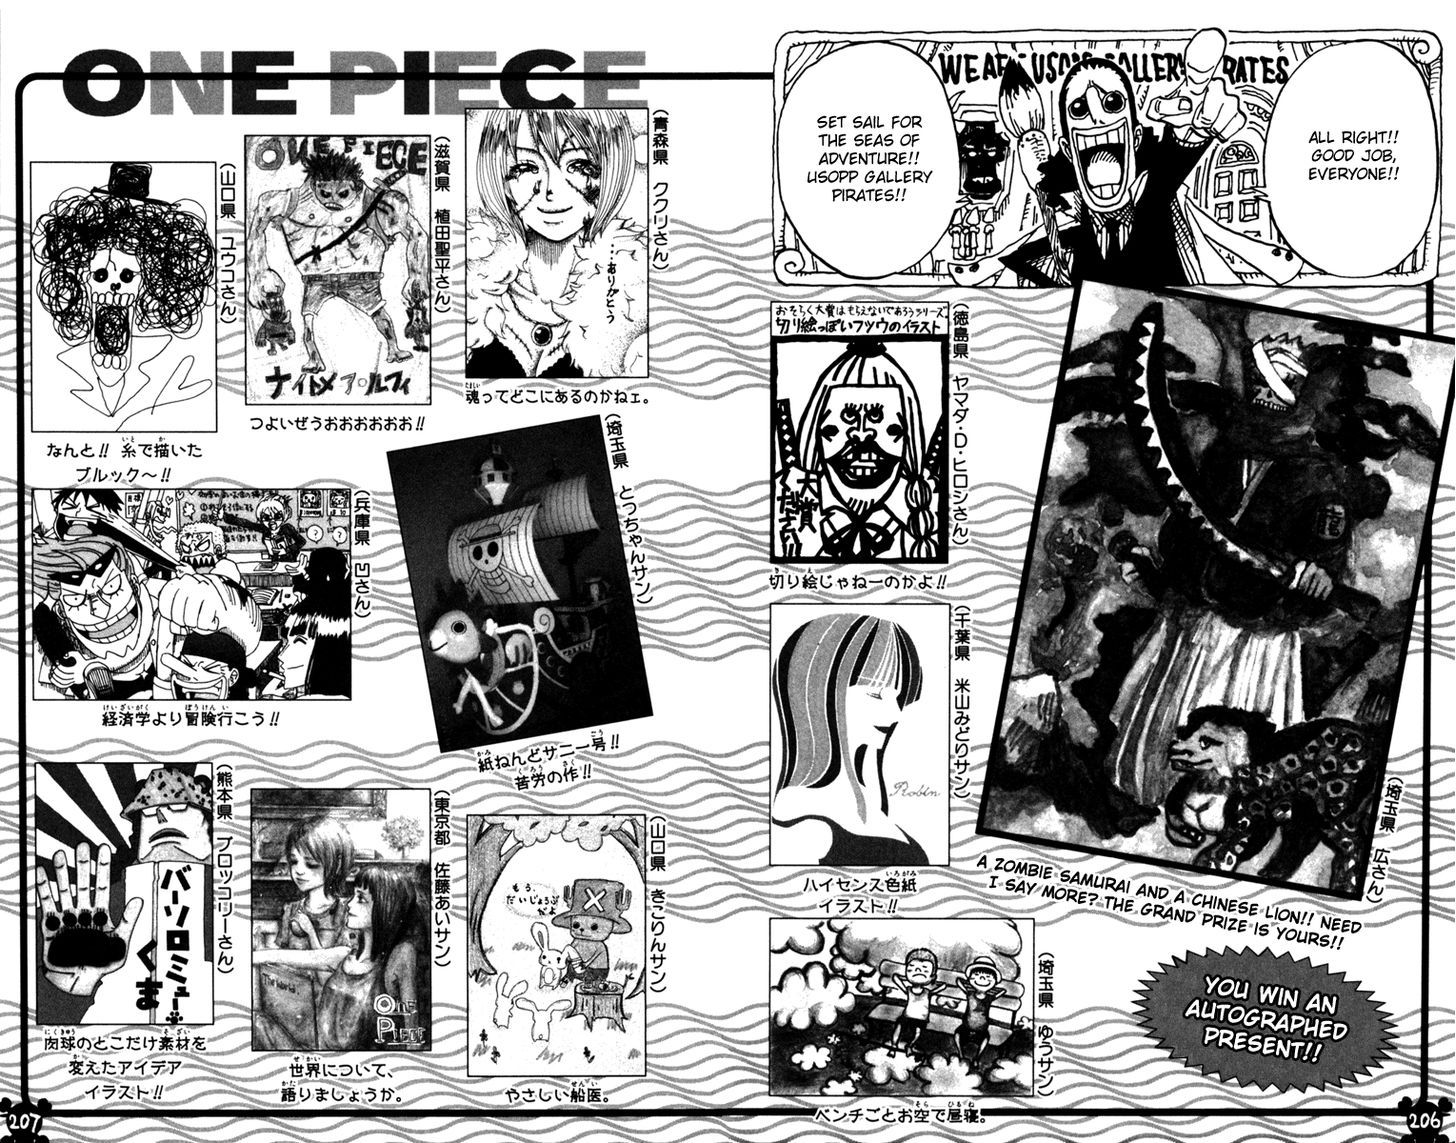 WE ARE USOPP GALLERY PIRATES
ALL RIGHT!!
GOOD JOB,
EVERYONE!!
SET SAIL FOR
THE SEAS OF
ADVENTURE!!
USOPP GALLERY
PIRATES!!
(埼玉県 広さん)
A ZOMBIE SAMURAI AND A CHINESE LION!! NEED
I SAY MORE? THE GRAND PRIZE IS YOURS!!
YOU WIN AN
AUTOGRAPHED
PRESENT!!
おそらく大賞はもらえないであろうシリーズ
切り絵っぽいフツウのイラスト
大賞
ください
(徳島県 ヤマダ・D・ヒロシさん)
切り絵じゃねーのかよ!!
Robin
(千葉県 米山みどりサン)
ハイセンス色紙
イラスト!!
(埼玉県 ゆうサン)
ベンチごとお空で昼寝。
206
ONE PIECE
…ありがとう
(青森県 ククリさん)
魂ってどこにあるのかねェ。
ONE PIECE
ナイトメア・ルフィ
(滋賀県 植田聖平さん)
つよいぜうおおおおおお!!
(山口県 ユウコさん)
なんと!! 糸で描いた
ブルック〜!!
(埼玉県 とっちゃんサン)
紙ねんどサニー号!!
苦労の作!!
(兵庫県 凹さん)
経済学より冒険行こう!!
もう、
だいじょうぶ
だよ
(山口県 きこりんサン)
やさしい船医。
The World
ONE
PIECE
(東京都 佐藤あいサン)
世界について、
語りましょうか。
バーソロミュー
くま
(熊本県 ブロッコリーさん)
肉球のとこだけ素材を
変えたアイデア
イラスト!!
207